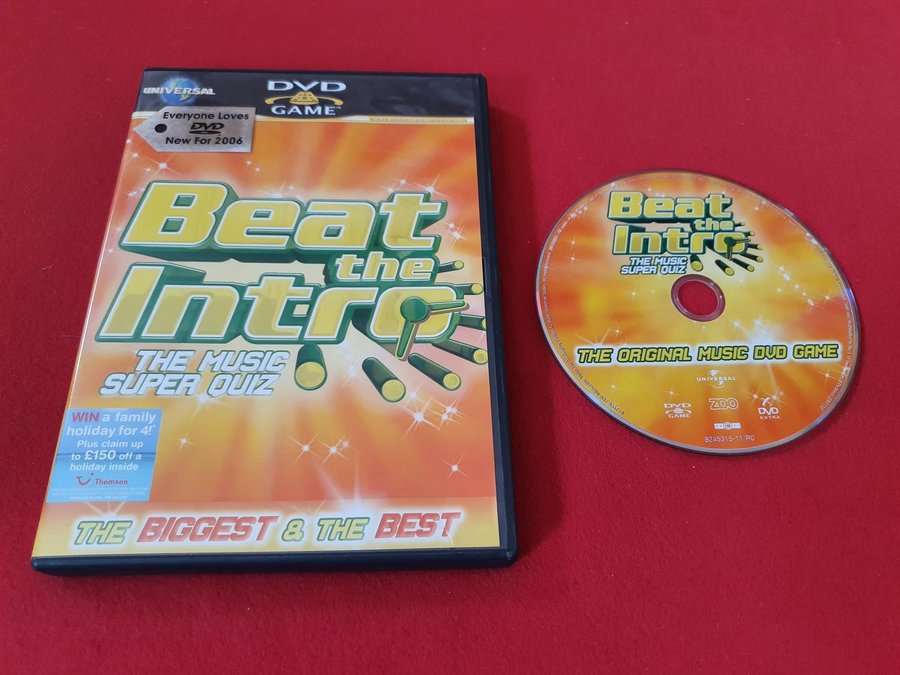 UNIVERSAL
DVD
GAME™
Everyone Loves
DVD
New For 2006
Beat
the
Intro
THE MUSIC
SUPER QUIZ
WIN a family
holiday for 4!*
Plus claim up
to £150 off a
holiday inside
Thomson
THE BIGGEST & THE BEST
Beat
the
Intro
THE MUSIC
SUPER QUIZ
THE ORIGINAL MUSIC DVD GAME
UNIVERSAL
DVD
GAME
ZOO
DVD
EXTRA
8245315-11/R0